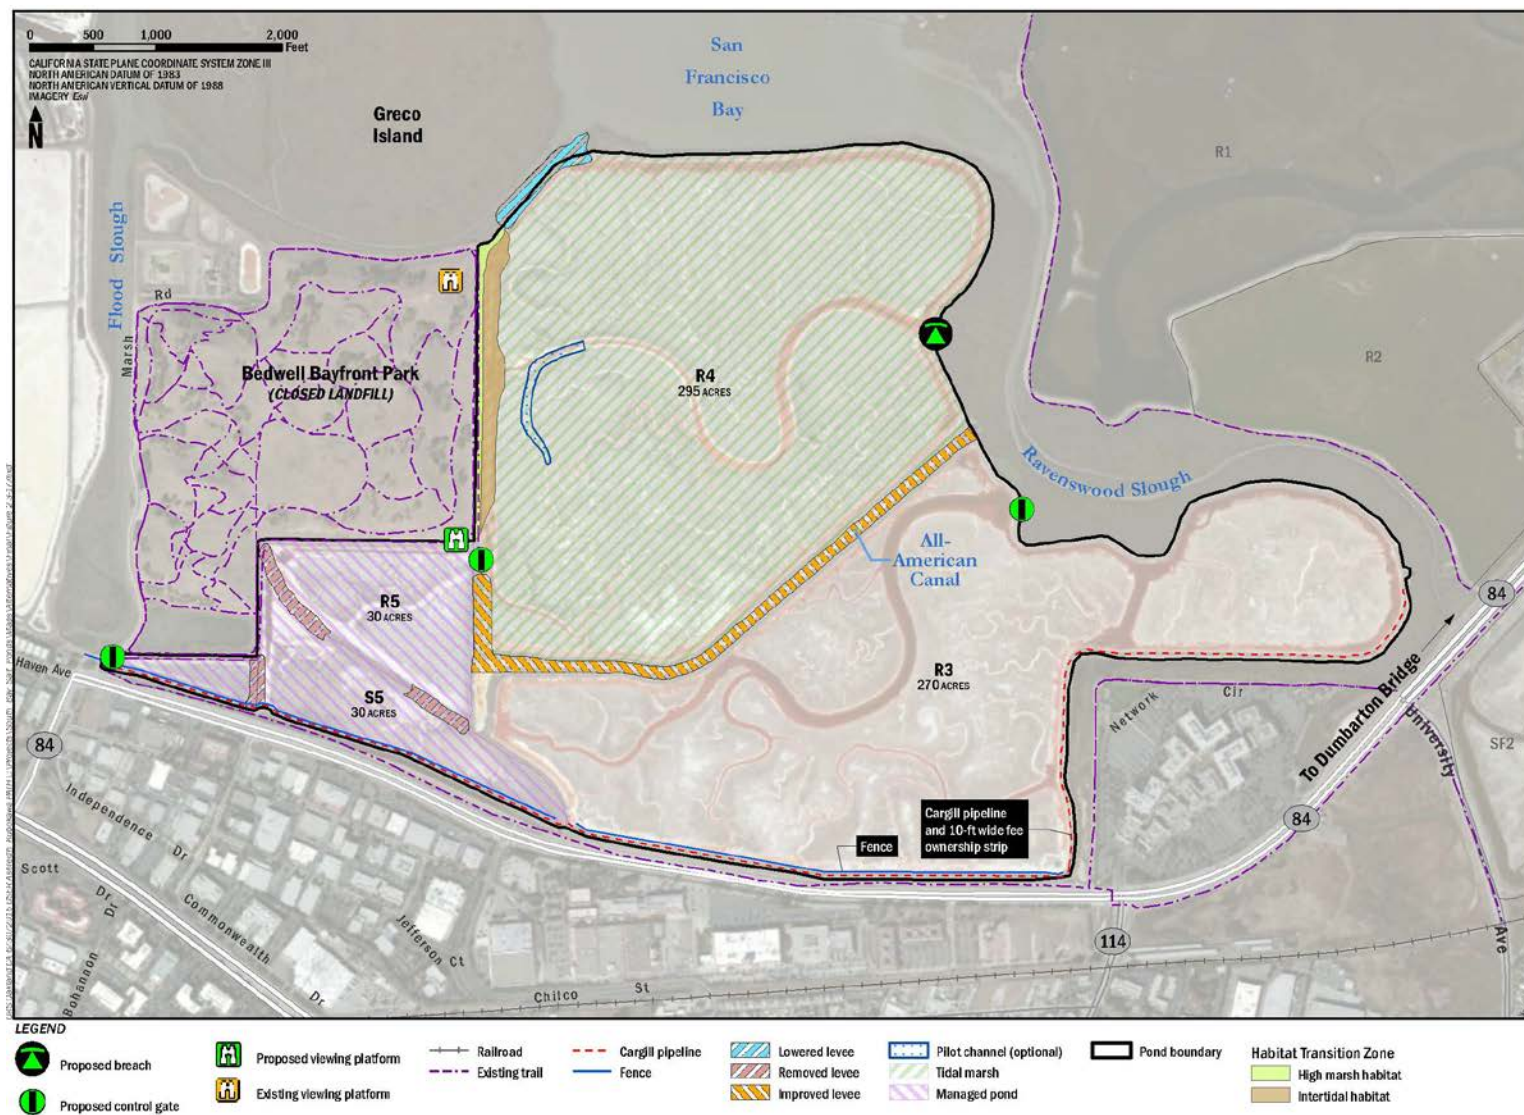 0 500 1,000 2,000
Feet
CALIFORNIA STATE PLANE COORDINATE SYSTEM ZONE III
NORTH AMERICAN DATUM OF 1983
NORTH AMERICAN VERTICAL DATUM OF 1988
IMAGERY Esri
N
San
Francisco
Bay
Greco
Island
R1
Flood Slough
Rd
Marsh
R2
Bedwell Bayfront Park
(CLOSED LANDFILL)
R4
295 ACRES
Ravenswood Slough
All-
American
Canal
R5
30 ACRES
84
Haven Ave
R3
270 ACRES
S5
30 ACRES
Network Cir
To Dumbarton Bridge
University
Ave
SF2
84
84
Independence Dr
Cargill pipeline
and 10-ft wide fee
ownership strip
Fence
Scott
Dr
Commonwealth
Dr
Jefferson Ct
Bohannon
Dr
114
Chilco St
LEGEND
Proposed breach
Proposed control gate
Proposed viewing platform
Existing viewing platform
Railroad
Existing trail
Cargill pipeline
Fence
Lowered levee
Removed levee
Improved levee
Pilot channel (optional)
Tidal marsh
Managed pond
Pond boundary
Habitat Transition Zone
High marsh habitat
Intertidal habitat